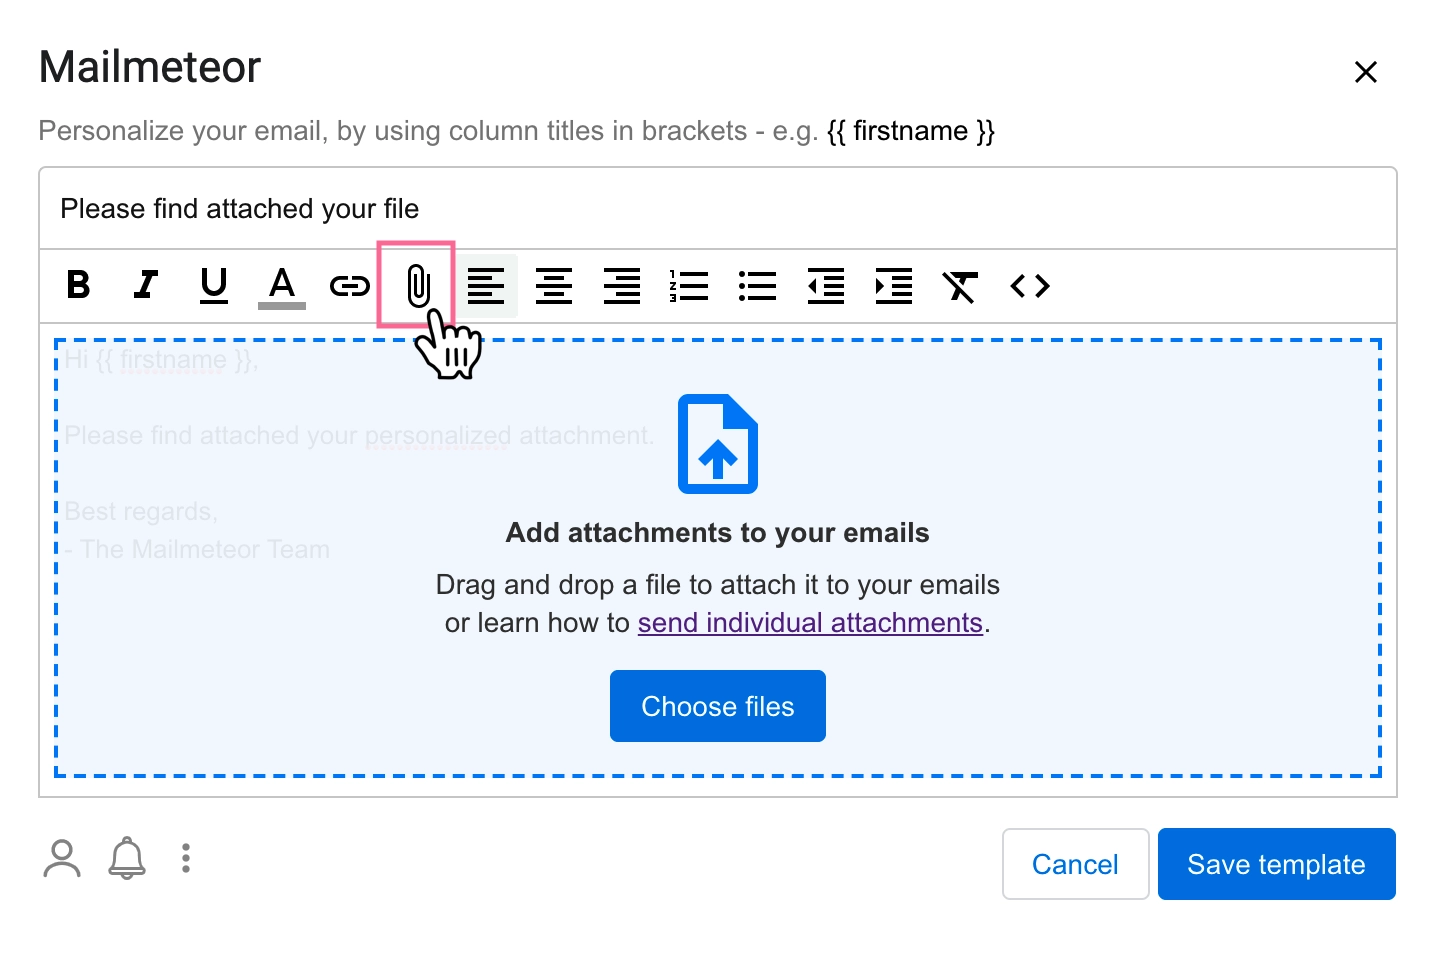 Mailmeteor
Personalize your email, by using column titles in brackets - e.g. {{ firstname }}
Please find attached your file
B I U A
Hi {{ firstname }},
Please find attached your personalized attachment.
Best regards,
- The Mailmeteor Team
Add attachments to your emails
Drag and drop a file to attach it to your emails
or learn how to send individual attachments.
Choose files
Cancel Save template